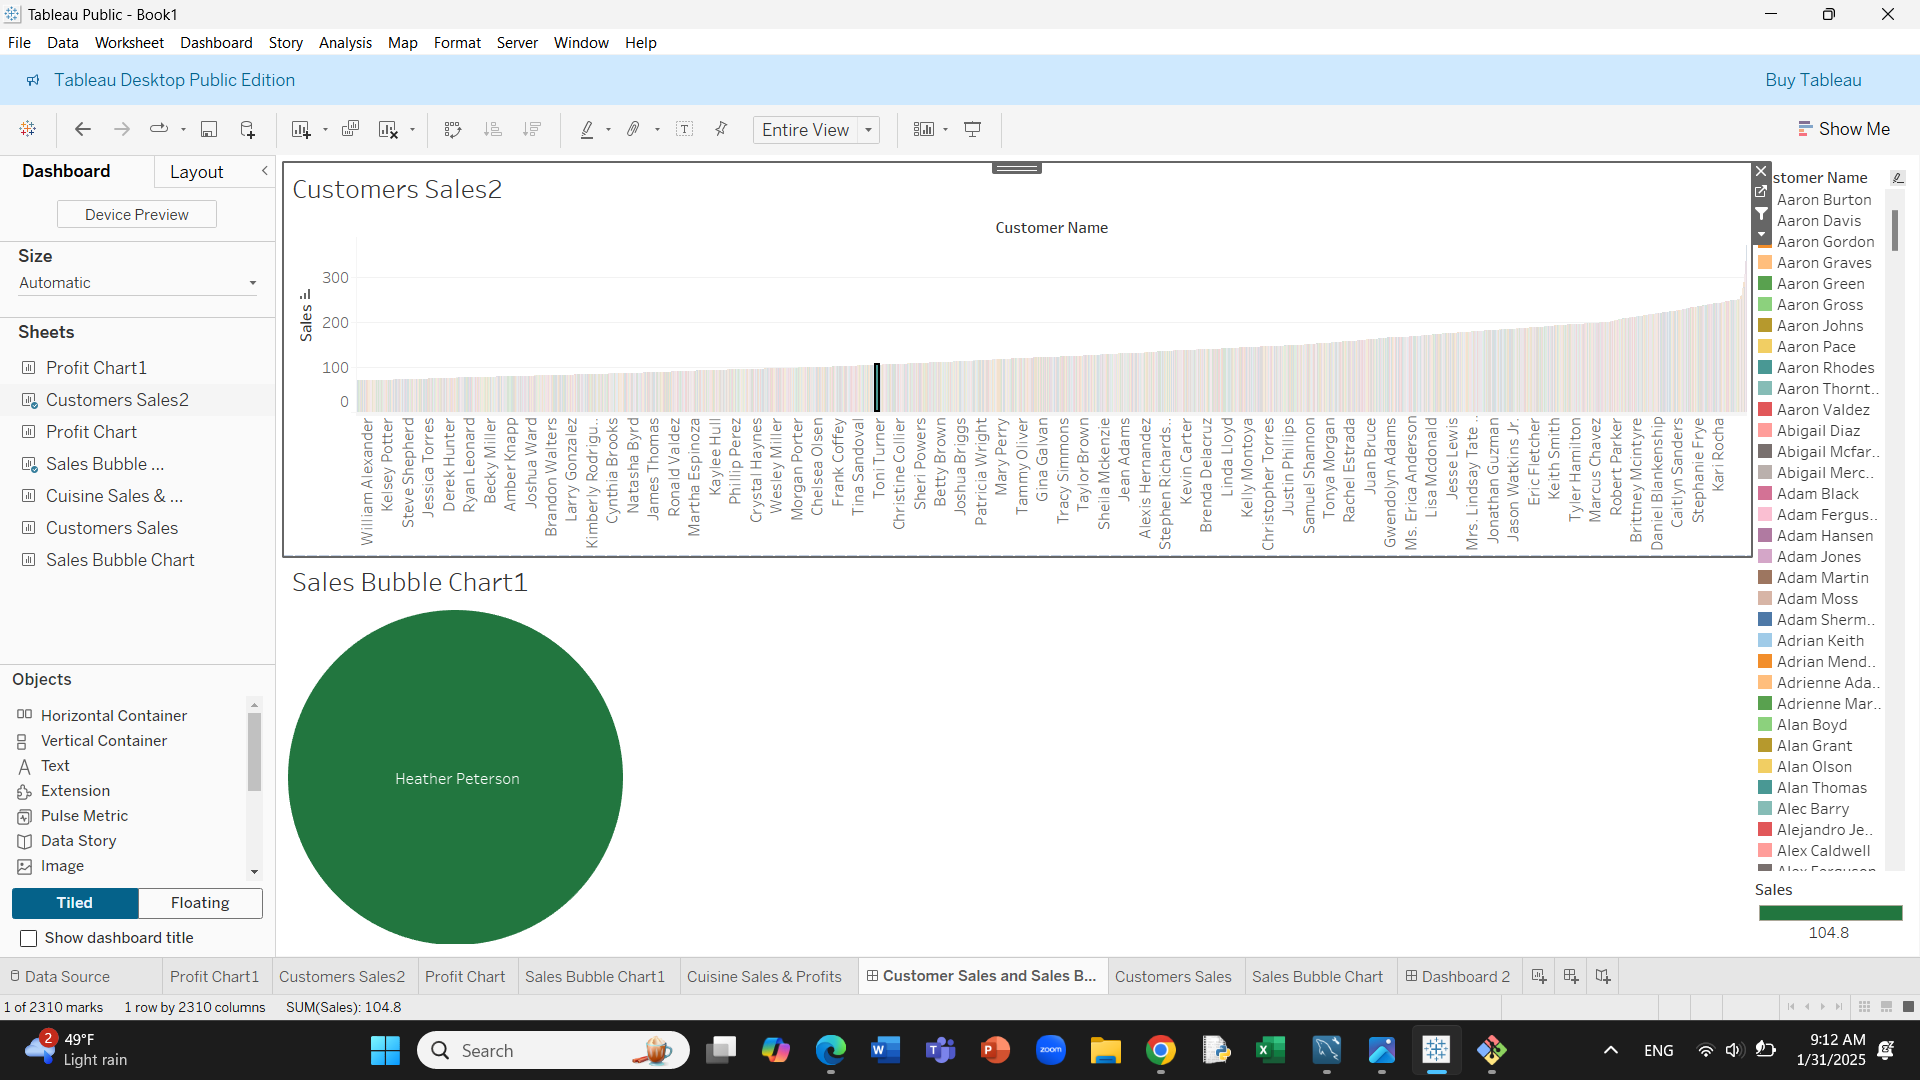 Tableau Public - Book1
File Data Worksheet Dashboard Story Analysis Map Format Server Window Help
Tableau Desktop Public Edition
Buy Tableau
Entire View
Show Me
Dashboard
Layout
Device Preview
Size
Automatic
Sheets
Profit Chart1
Customers Sales2
Profit Chart
Sales Bubble ...
Cuisine Sales & ...
Customers Sales
Sales Bubble Chart
Objects
Horizontal Container
Vertical Container
Text
Extension
Pulse Metric
Data Story
Image
Tiled
Floating
Show dashboard title
Customers Sales2
Customer Name
Sales
300
200
100
0
William Alexander
Kelsey Potter
Steve Shepherd
Jessica Torres
Derek Hunter
Ryan Leonard
Becky Miller
Amber Knapp
Joshua Ward
Brandon Walters
Larry Gonzalez
Kimberly Rodrigu..
Cynthia Brooks
Natasha Byrd
James Thomas
Ronald Valdez
Martha Espinoza
Kaylee Hull
Phillip Perez
Crystal Haynes
Wesley Miller
Morgan Porter
Chelsea Olsen
Frank Coffey
Tina Sandoval
Toni Turner
Christine Collier
Sheri Powers
Betty Brown
Joshua Briggs
Patricia Wright
Mary Perry
Tammy Oliver
Gina Galvan
Tracy Simmons
Taylor Brown
Sheila Mckenzie
Jean Adams
Alexis Hernandez
Stephen Richards..
Kevin Carter
Brenda Delacruz
Linda Lloyd
Kelly Montoya
Christopher Torres
Justin Phillips
Samuel Shannon
Tonya Morgan
Rachel Estrada
Juan Bruce
Gwendolyn Adams
Ms. Erica Anderson
Lisa Mcdonald
Jesse Lewis
Mrs. Lindsay Tate ..
Jonathan Guzman
Jason Watkins Jr.
Eric Fletcher
Keith Smith
Tyler Hamilton
Marcus Chavez
Robert Parker
Brittney Mcintyre
Daniel Blankenship
Caitlyn Sanders
Stephanie Frye
Kari Rocha
Sales Bubble Chart1
Heather Peterson
stomer Name
Aaron Burton
Aaron Davis
Aaron Gordon
Aaron Graves
Aaron Green
Aaron Gross
Aaron Johns
Aaron Pace
Aaron Rhodes
Aaron Thornt..
Aaron Valdez
Abigail Diaz
Abigail Mcfar..
Abigail Merc..
Adam Black
Adam Fergus..
Adam Hansen
Adam Jones
Adam Martin
Adam Moss
Adam Sherm..
Adrian Keith
Adrian Mend..
Adrienne Ada..
Adrienne Mar..
Alan Boyd
Alan Grant
Alan Olson
Alan Thomas
Alec Barry
Alejandro Je..
Alex Caldwell
Alex Ferguson
Sales
104.8
Data Source
Profit Chart1
Customers Sales2
Profit Chart
Sales Bubble Chart1
Cuisine Sales & Profits
Customer Sales and Sales B...
Customers Sales
Sales Bubble Chart
Dashboard 2
1 of 2310 marks 1 row by 2310 columns SUM(Sales): 104.8
2
49°F
Light rain
Search
zoom
ENG
9:12 AM
1/31/2025